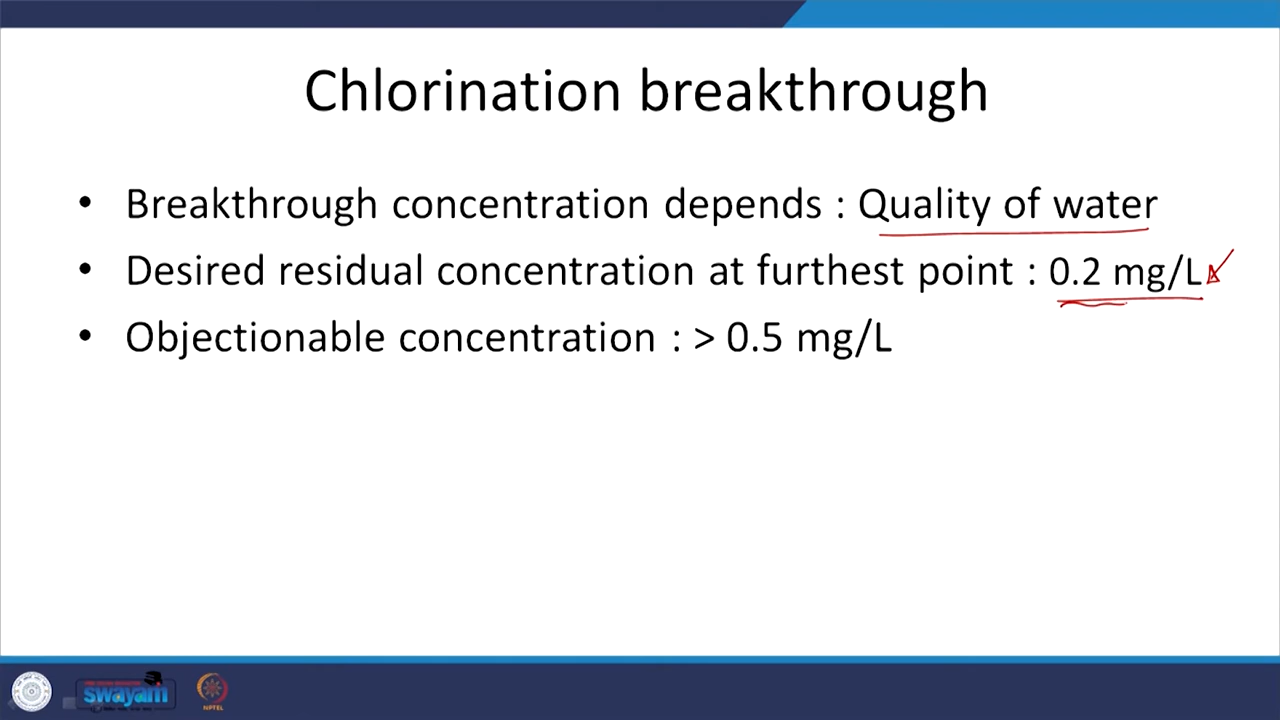 Chlorination breakthrough
• Breakthrough concentration depends : Quality of water
• Desired residual concentration at furthest point : 0.2 mg/L
• Objectionable concentration : > 0.5 mg/L
swayam
NPTEL